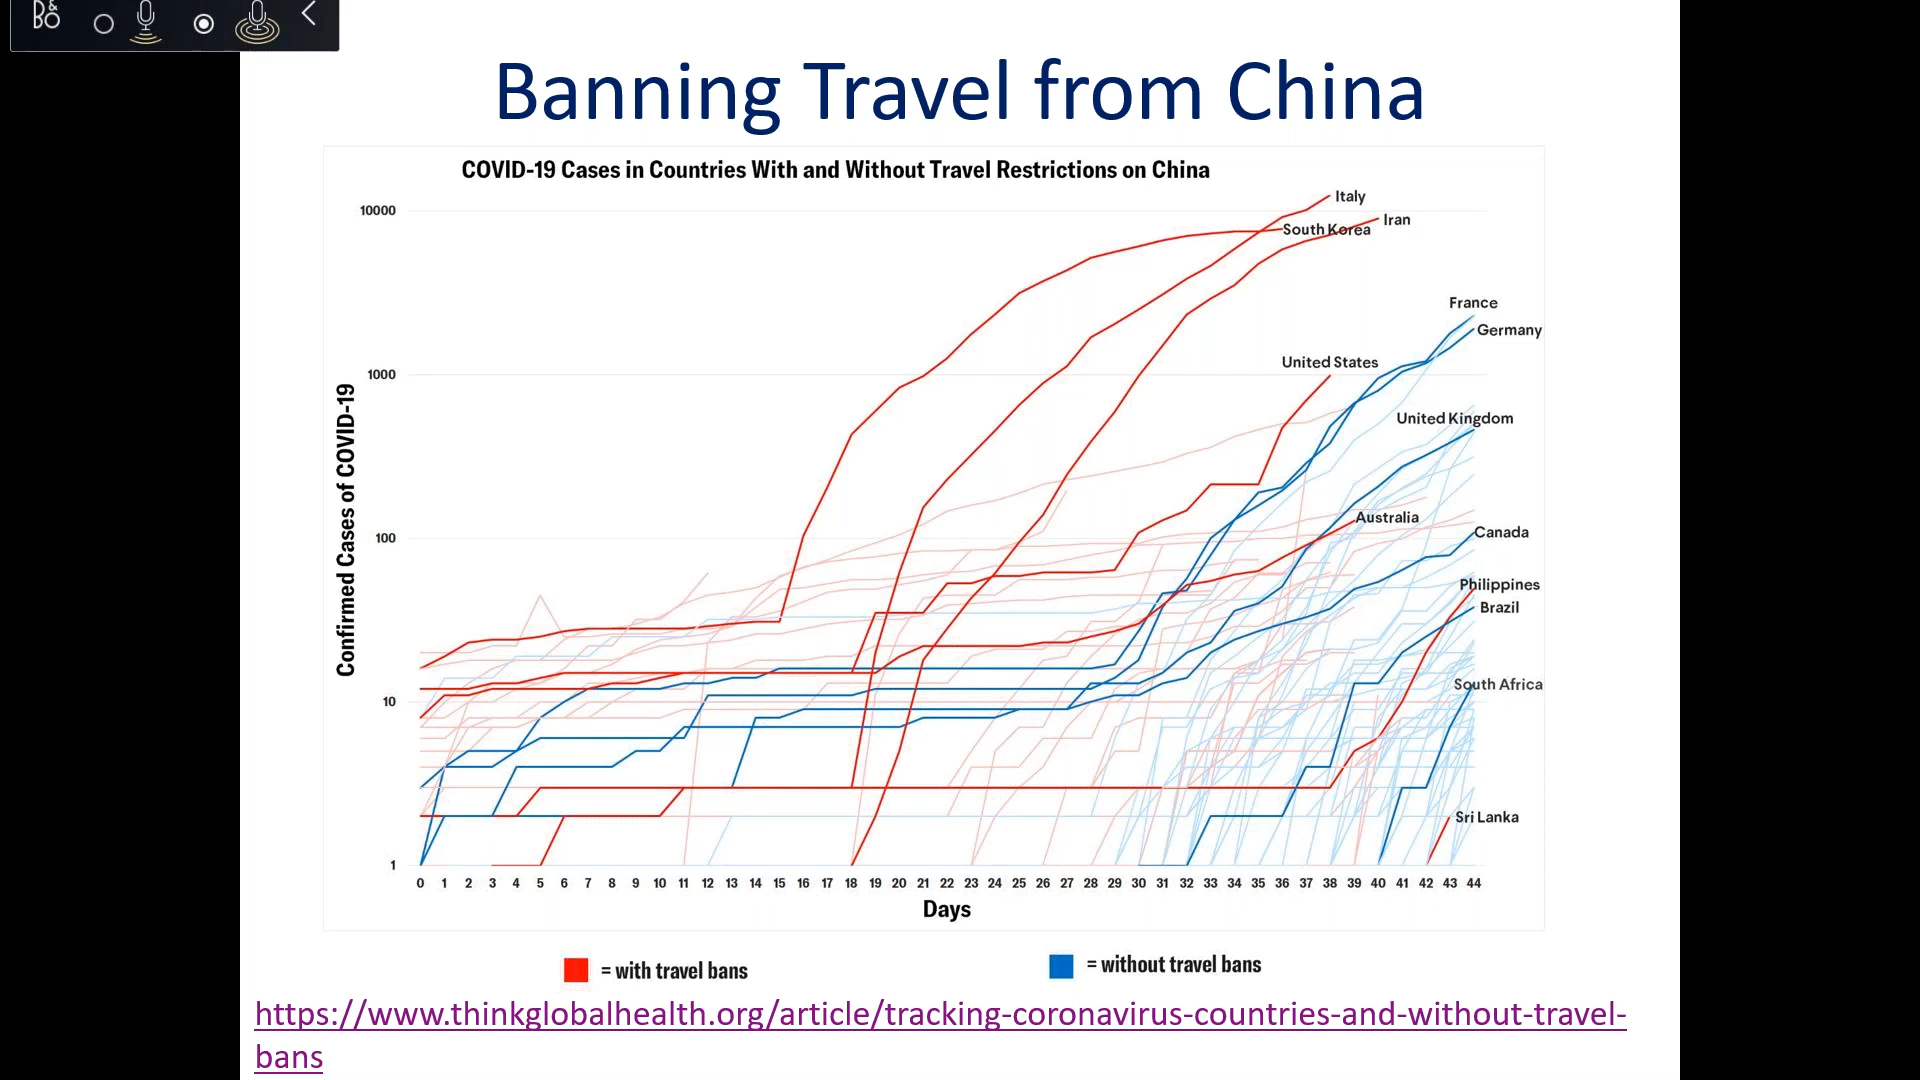 B&O
Banning Travel from China
COVID-19 Cases in Countries With and Without Travel Restrictions on China
10000
1000
100
10
1
Confirmed Cases of COVID-19
Italy
Iran
South Korea
France
Germany
United States
United Kingdom
Australia
Canada
Philippines
Brazil
South Africa
Sri Lanka
0 1 2 3 4 5 6 7 8 9 10 11 12 13 14 15 16 17 18 19 20 21 22 23 24 25 26 27 28 29 30 31 32 33 34 35 36 37 38 39 40 41 42 43 44
Days
= with travel bans
= without travel bans
https://www.thinkglobalhealth.org/article/tracking-coronavirus-countries-and-without-travel-
bans